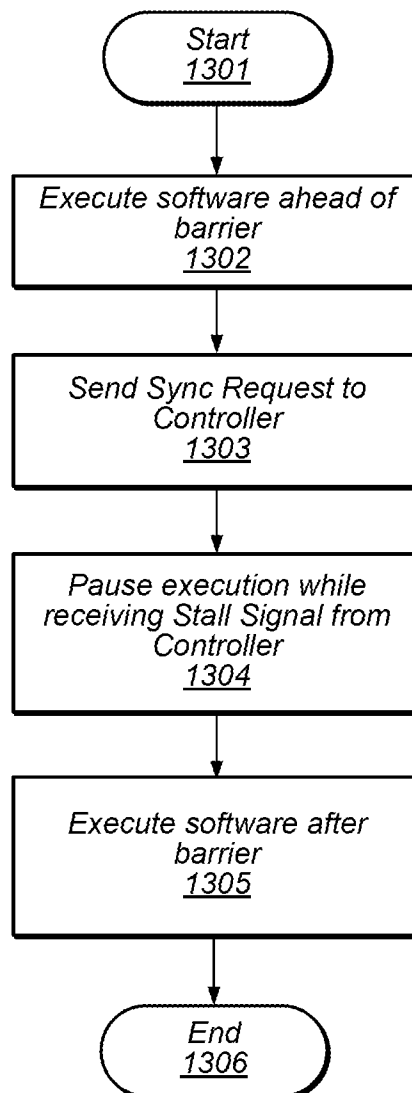 Start
1301
Execute software ahead of
barrier
1302
Send Sync Request to
Controller
1303
Pause execution while
receiving Stall Signal from
Controller
1304
Execute software after
barrier
1305
End
1306